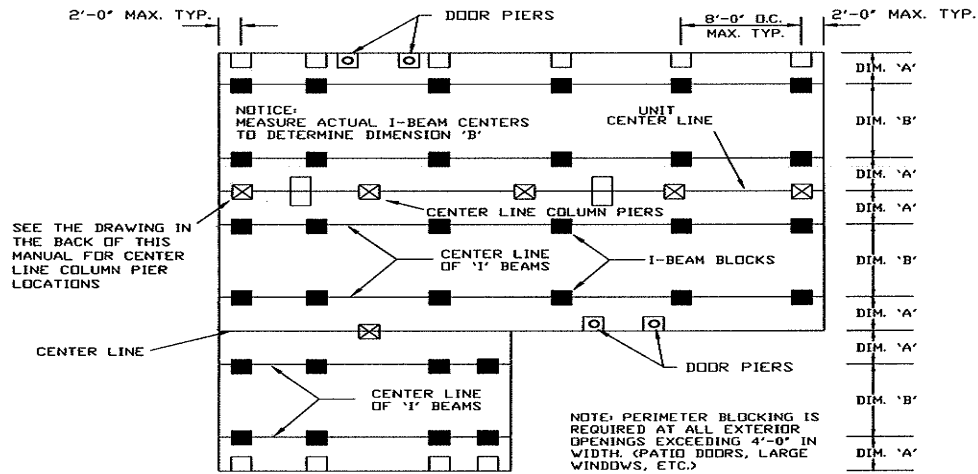 2'-0" MAX. TYP.
DOOR PIERS
8'-0" O.C.
MAX. TYP.
2'-0" MAX. TYP.
DIM. 'A'
NOTICE:
MEASURE ACTUAL I-BEAM CENTERS
TO DETERMINE DIMENSION 'B'
UNIT
CENTER LINE
DIM. 'B'
DIM. 'A'
DIM. 'A'
SEE THE DRAWING IN
THE BACK OF THIS
MANUAL FOR CENTER
LINE COLUMN PIER
LOCATIONS
CENTER LINE COLUMN PIERS
CENTER LINE
OF 'I' BEAMS
I-BEAM BLOCKS
DIM. 'B'
DIM. 'A'
CENTER LINE
DIM. 'A'
DOOR PIERS
CENTER LINE
OF 'I' BEAMS
DIM. 'B'
NOTE: PERIMETER BLOCKING IS
REQUIRED AT ALL EXTERIOR
OPENINGS EXCEEDING 4'-0" IN
WIDTH. (PATIO DOORS, LARGE
WINDOWS, ETC.)
DIM. 'A'